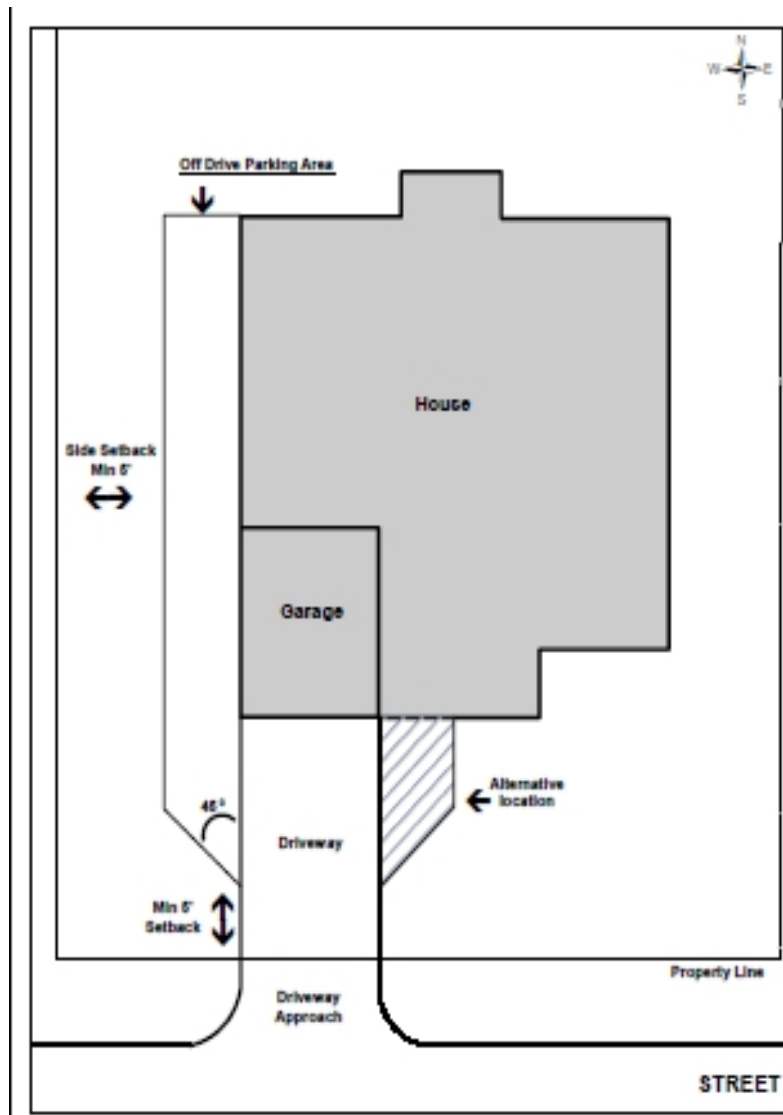 N
W E
S
Off Drive Parking Area
House
Side Setback
Min 5'
Garage
Alternative
location
45°
Driveway
Min 5'
Setback
Property Line
Driveway
Approach
STREET